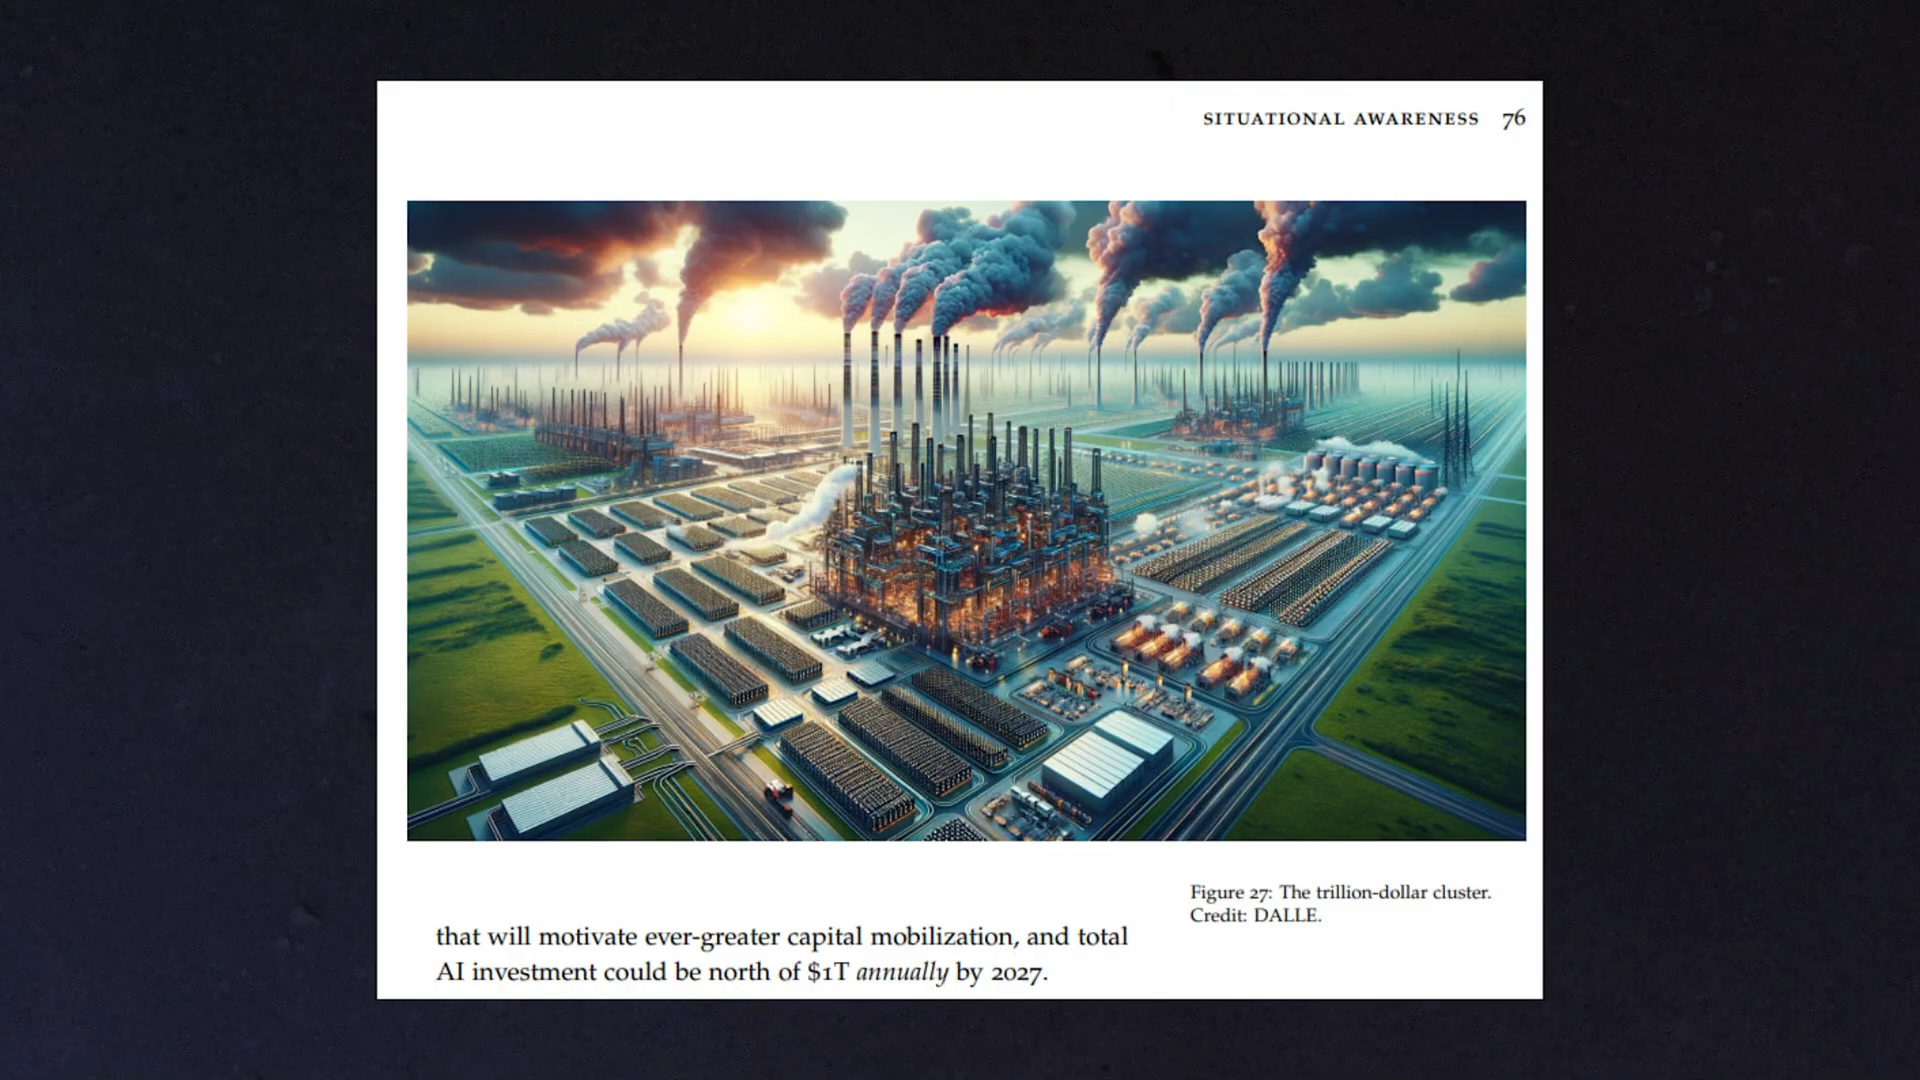 SITUATIONAL AWARENESS 76
Figure 27: The trillion-dollar cluster.
Credit: DALLE.
that will motivate ever-greater capital mobilization, and total
AI investment could be north of $1T annually by 2027.